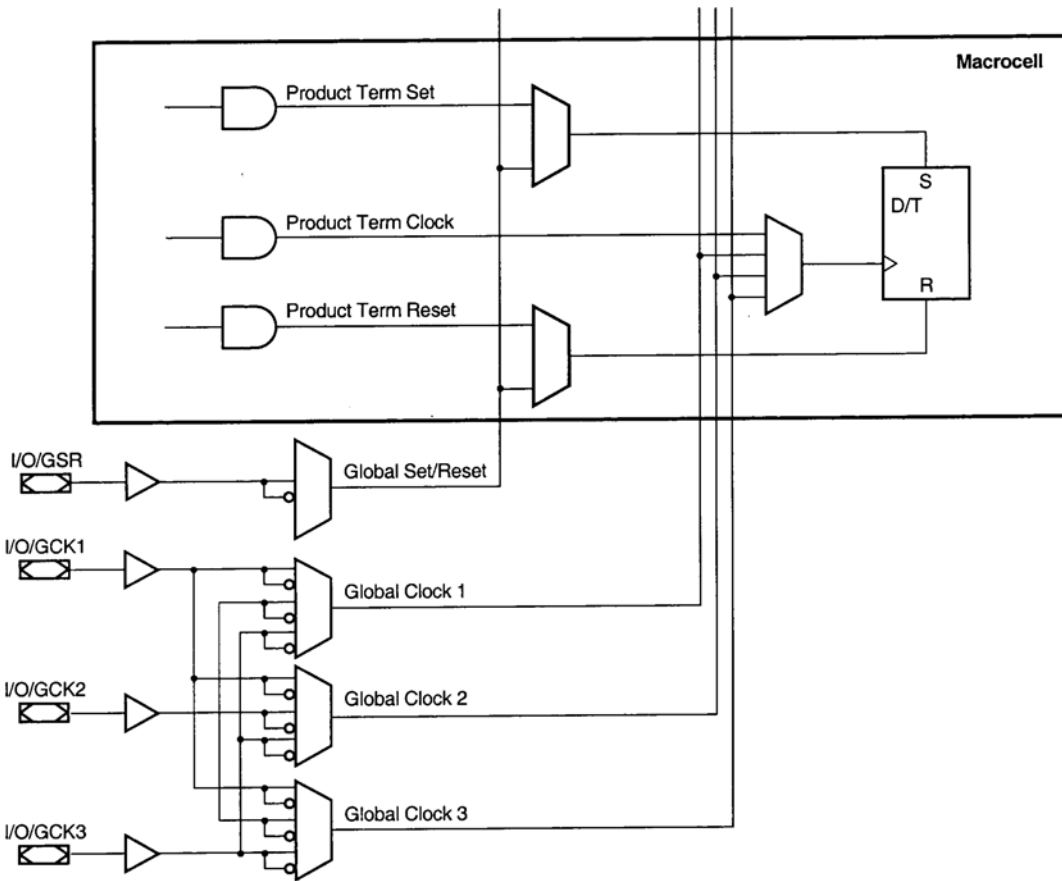 Macrocell
Product Term Set
S
D/T
Product Term Clock
R
Product Term Reset
I/O/GSR
Global Set/Reset
I/O/GCK1
Global Clock 1
I/O/GCK2
Global Clock 2
Global Clock 3
I/O/GCK3